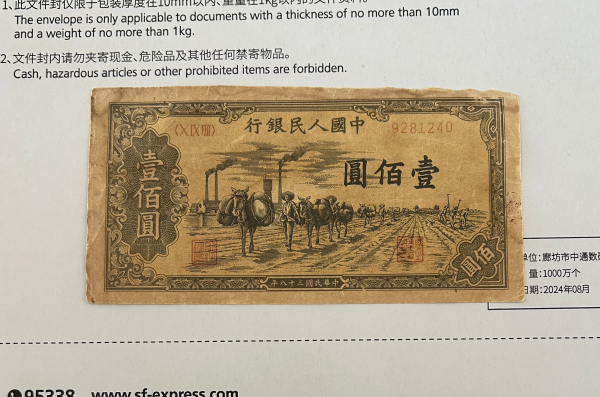 1、此文件封仅限于包装厚度在10mm以内、重量在1kg以内的文件资料。
The envelope is only applicable to documents with a thickness of no more than 10mm
and a weight of no more than 1kg.
2、文件封内请勿夹寄现金、危险品及其他任何禁寄物品。
Cash, hazardous articles or other prohibited items are forbidden.
行銀民人國中
(ⅩⅨⅧ)
9281240
圓佰壹
壹佰圓
佰圓
年八十三國民華中
单位：廊坊市中通数
量：1000万个
日期：2024年08月
95338 www.sf-express.com